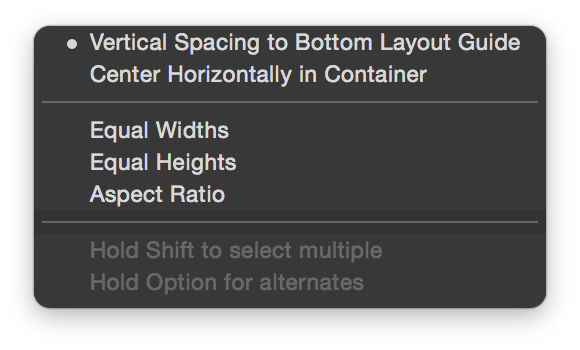 Vertical Spacing to Bottom Layout Guide
Center Horizontally in Container
Equal Widths
Equal Heights
Aspect Ratio
Hold Shift to select multiple
Hold Option for alternates